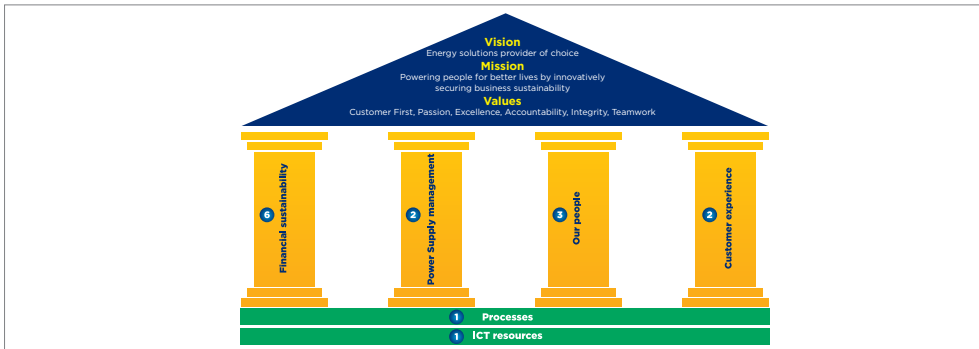 Vision
Energy solutions provider of choice
Mission
Powering people for better lives by innovatively
securing business sustainability
Values
Customer First, Passion, Excellence, Accountability, Integrity, Teamwork
6 Financial sustainability
2 Power Supply management
3 Our people
2 Customer experience
1 Processes
1 ICT resources